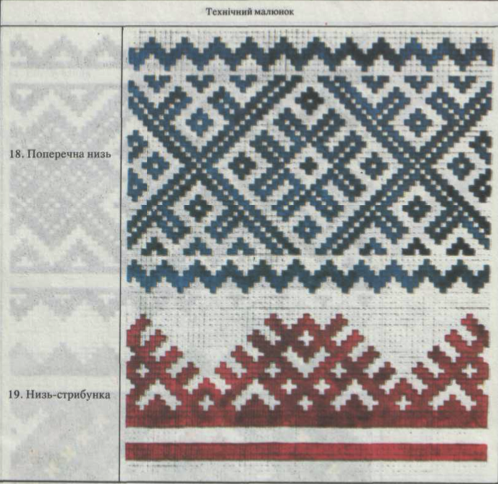 Технічний малюнок
18. Поперечна низь
19. Низь-стрибунка